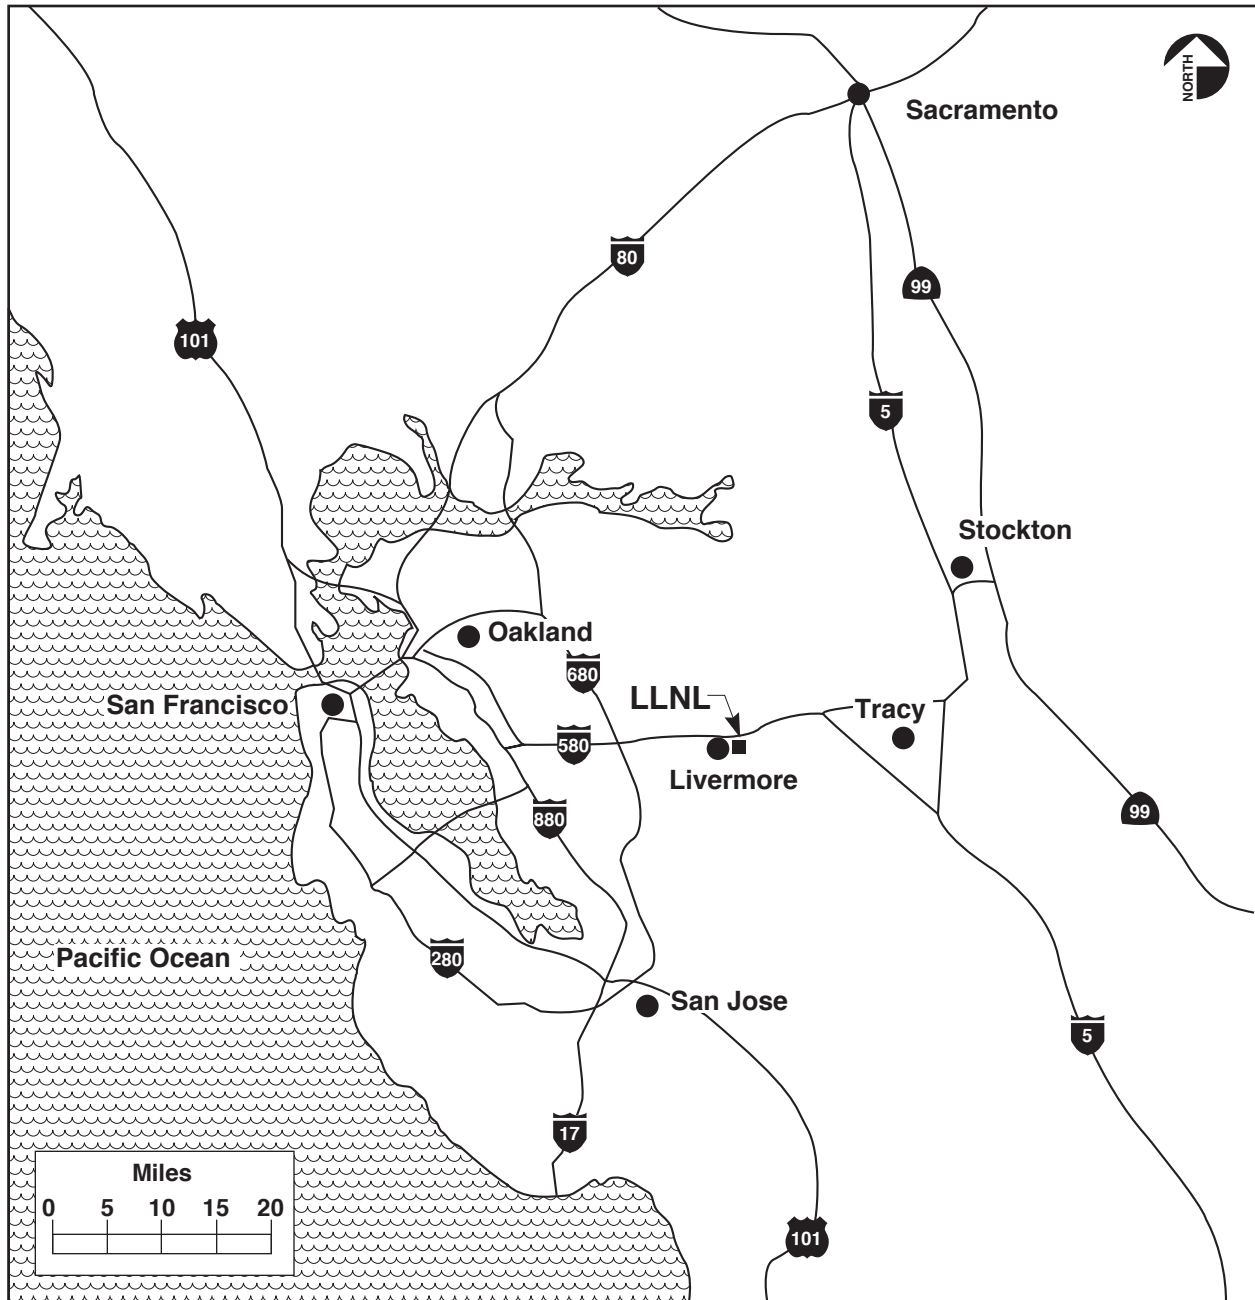 NORTH
Sacramento
80
99
101
5
Stockton
Oakland
680
San Francisco
LLNL
Tracy
580
Livermore
99
880
Pacific Ocean
280
San Jose
5
17
Miles
0 5 10 15 20
101